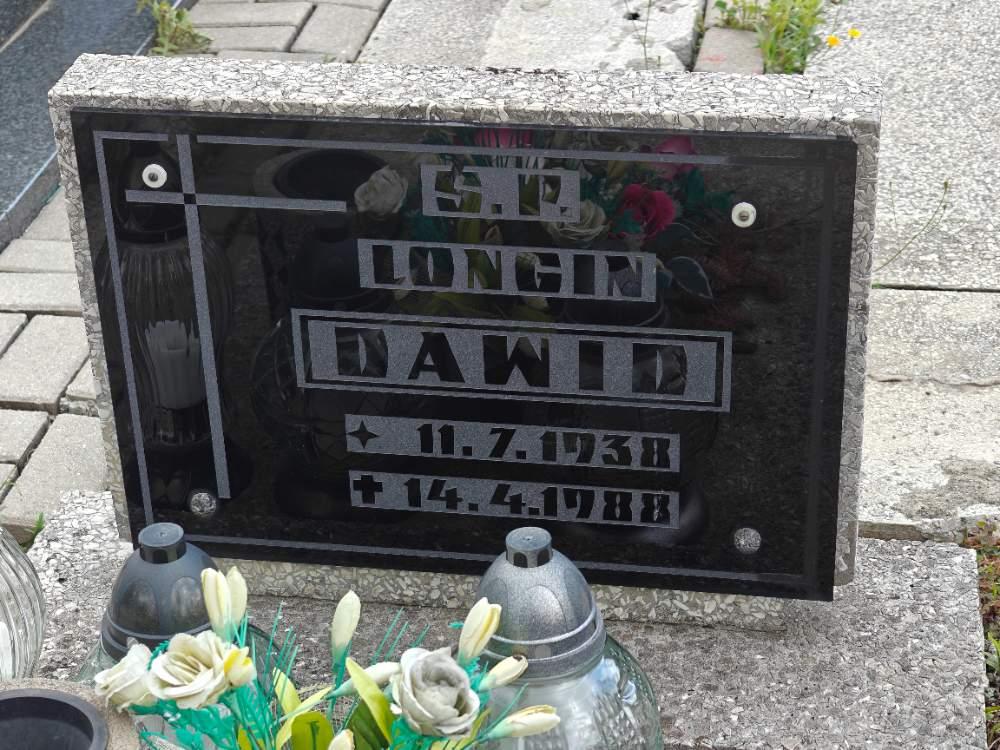 S.P.
LONGIN
DAWID
✦ 11.7.1938
✝ 14.4.1988